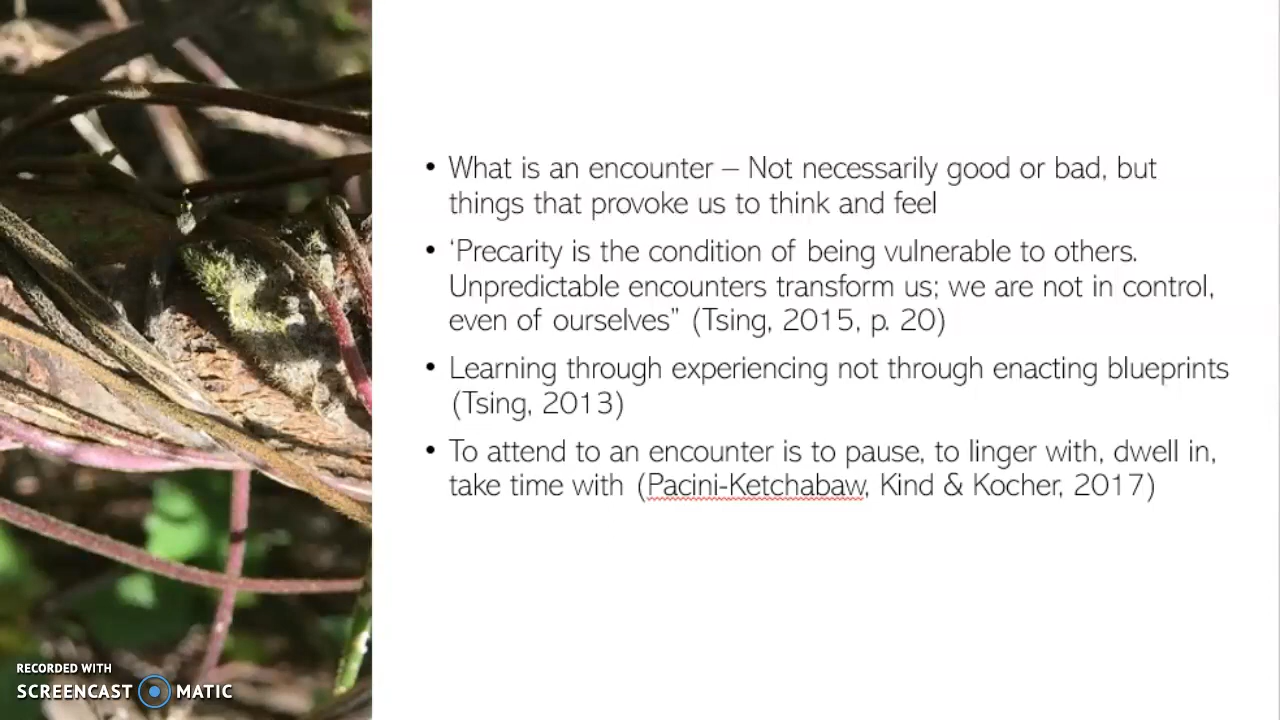 • What is an encounter – Not necessarily good or bad, but
things that provoke us to think and feel
• ‘Precarity is the condition of being vulnerable to others.
Unpredictable encounters transform us; we are not in control,
even of ourselves” (Tsing, 2015, p. 20)
• Learning through experiencing not through enacting blueprints
(Tsing, 2013)
• To attend to an encounter is to pause, to linger with, dwell in,
take time with (Pacini-Ketchabaw, Kind & Kocher, 2017)
RECORDED WITH
SCREENCAST MATIC